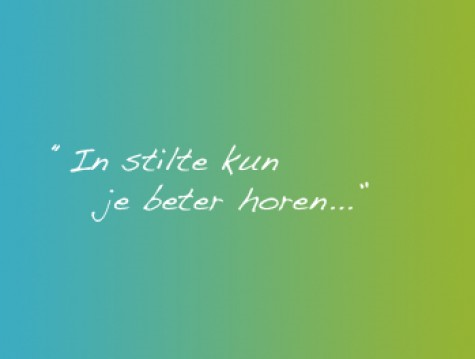 "In stilte kun
je beter horen..."